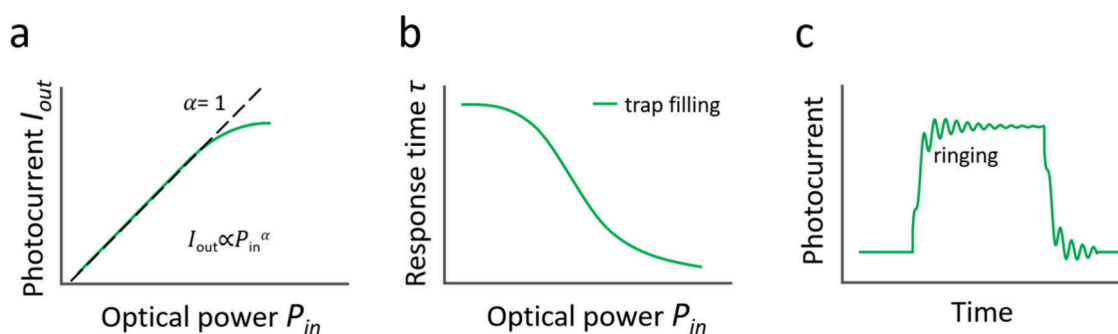 a
Photocurrent I_out
α = 1
I_out∝P_in^α
Optical power P_in
b
Response time τ
trap filling
Optical power P_in
c
Photocurrent
ringing
Time